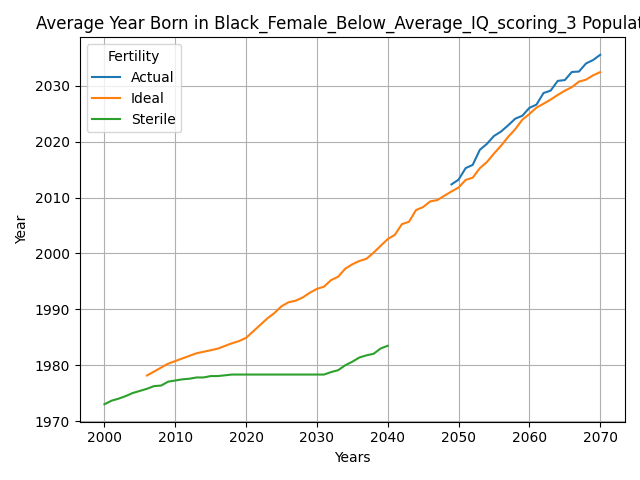 Average Year Born in Black_Female_Below_Average_IQ_scoring_3 Populat
Fertility
Actual
Ideal
Sterile
2030
2020
2010
2000
1990
1980
1970
Year
2000 2010 2020 2030 2040 2050 2060 2070
Years